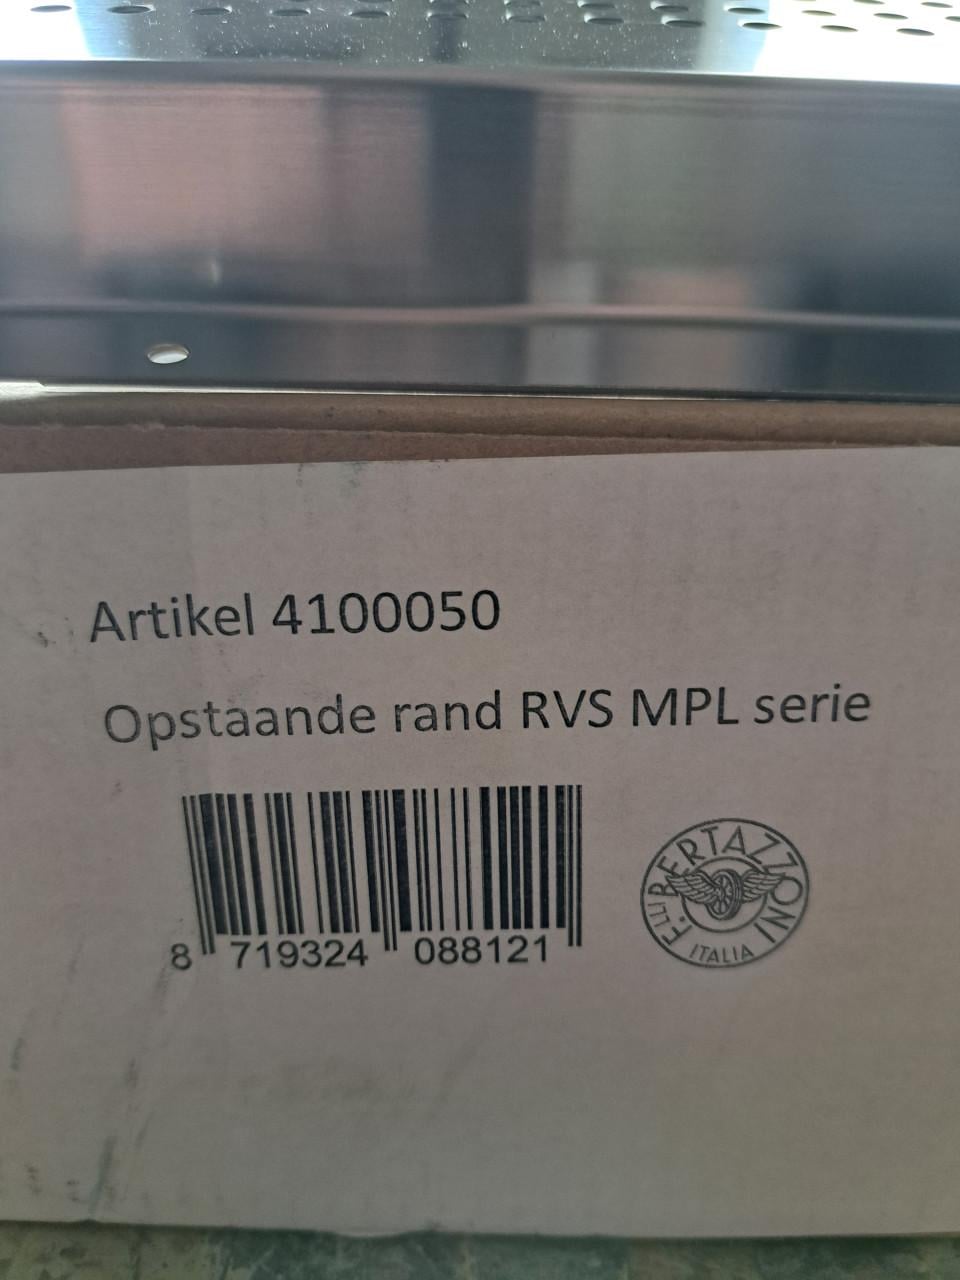 Artikel 4100050
Opstaande rand RVS MPL serie
8 719324 088121
F.LLI BERTAZZONI
ITALIA